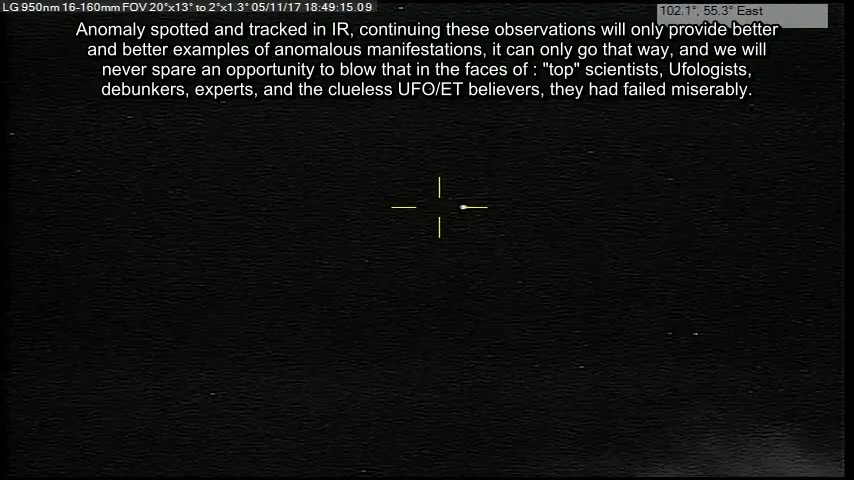 LG 950nm 16-160mm FOV 20°x13° to 2°x1.3° 05/11/17 18:49:15.09
102.1°, 55.3° East
Anomaly spotted and tracked in IR, continuing these observations will only provide better
and better examples of anomalous manifestations, it can only go that way, and we will
never spare an opportunity to blow that in the faces of : "top" scientists, Ufologists,
debunkers, experts, and the clueless UFO/ET believers, they had failed miserably.